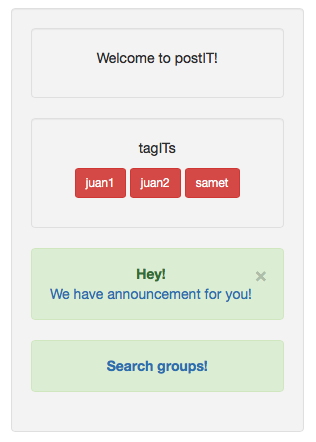 Welcome to postIT!
tagITs
juan1 juan2 samet
Hey! ×
We have announcement for you!
Search groups!